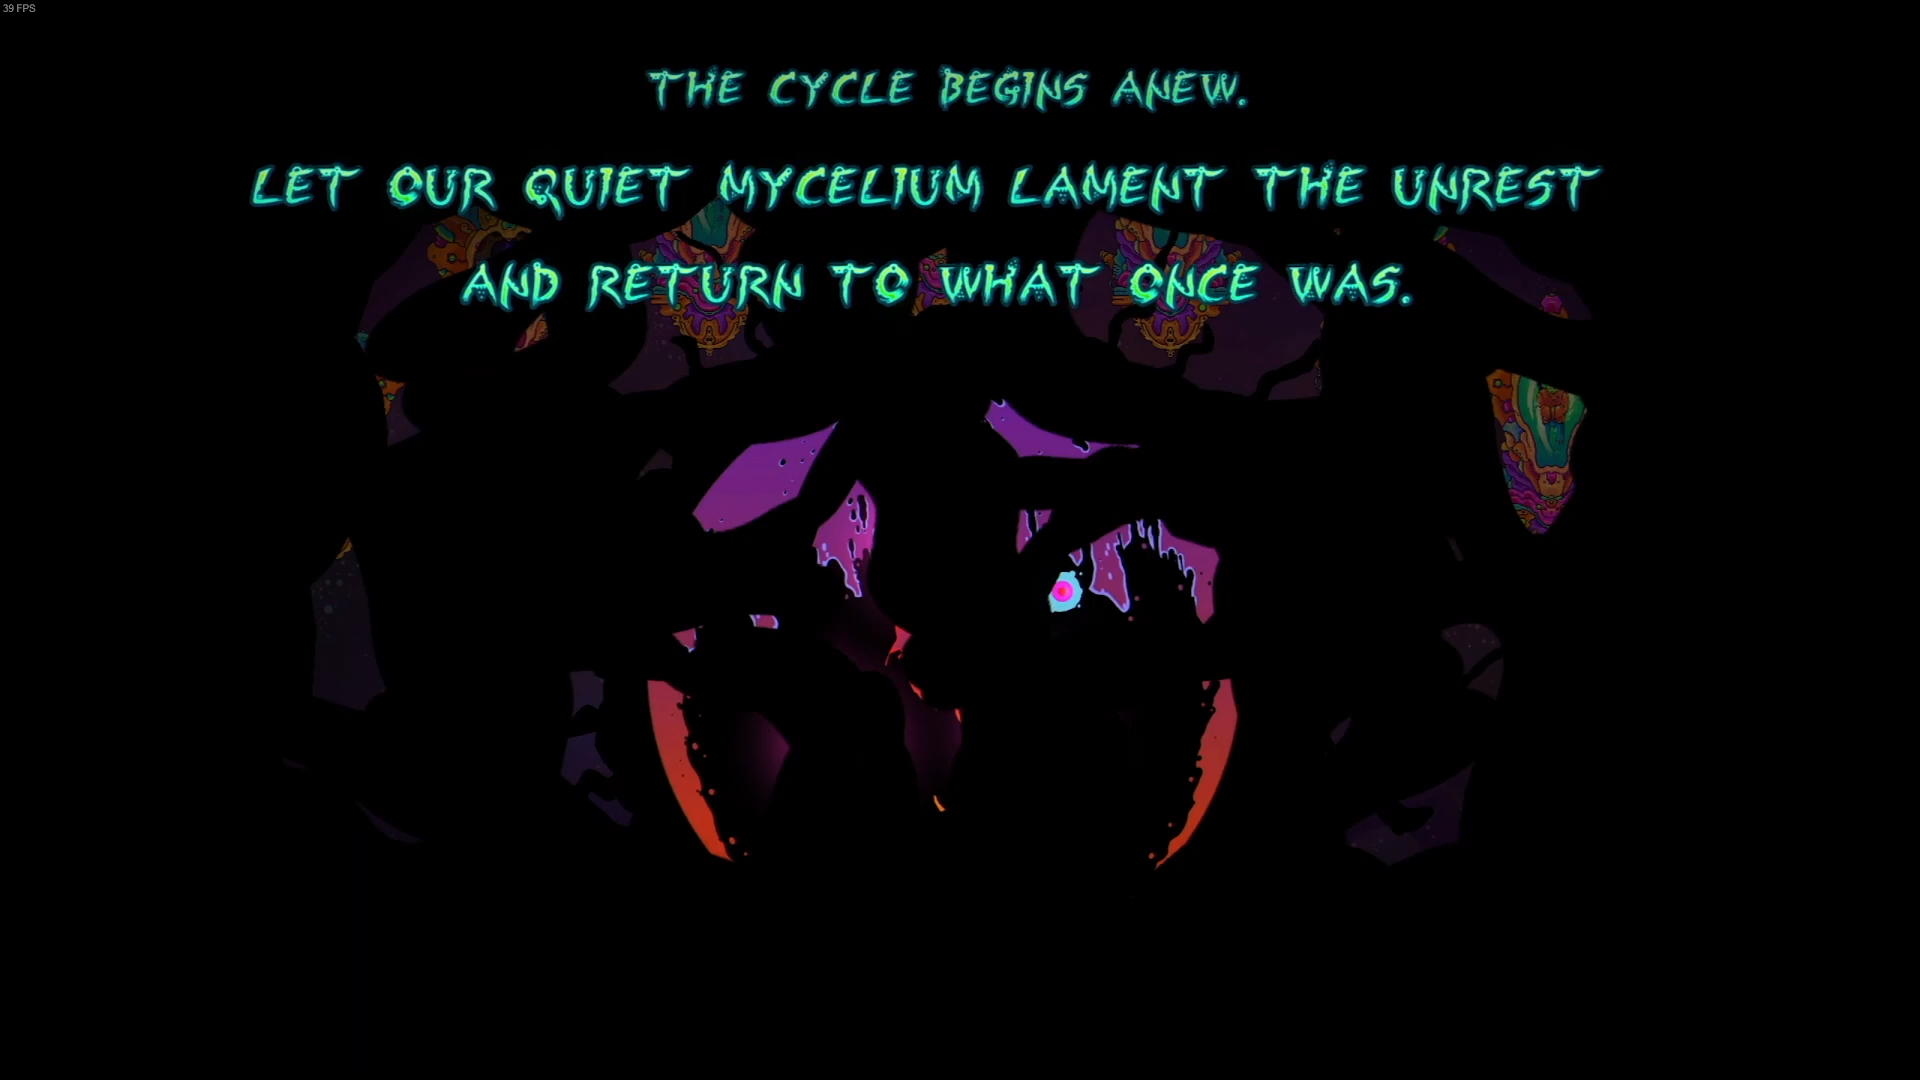 39 FPS
THE CYCLE BEGINS ANEW.
LET OUR QUIET MYCELIUM LAMENT THE UNREST
AND RETURN TO WHAT ONCE WAS.